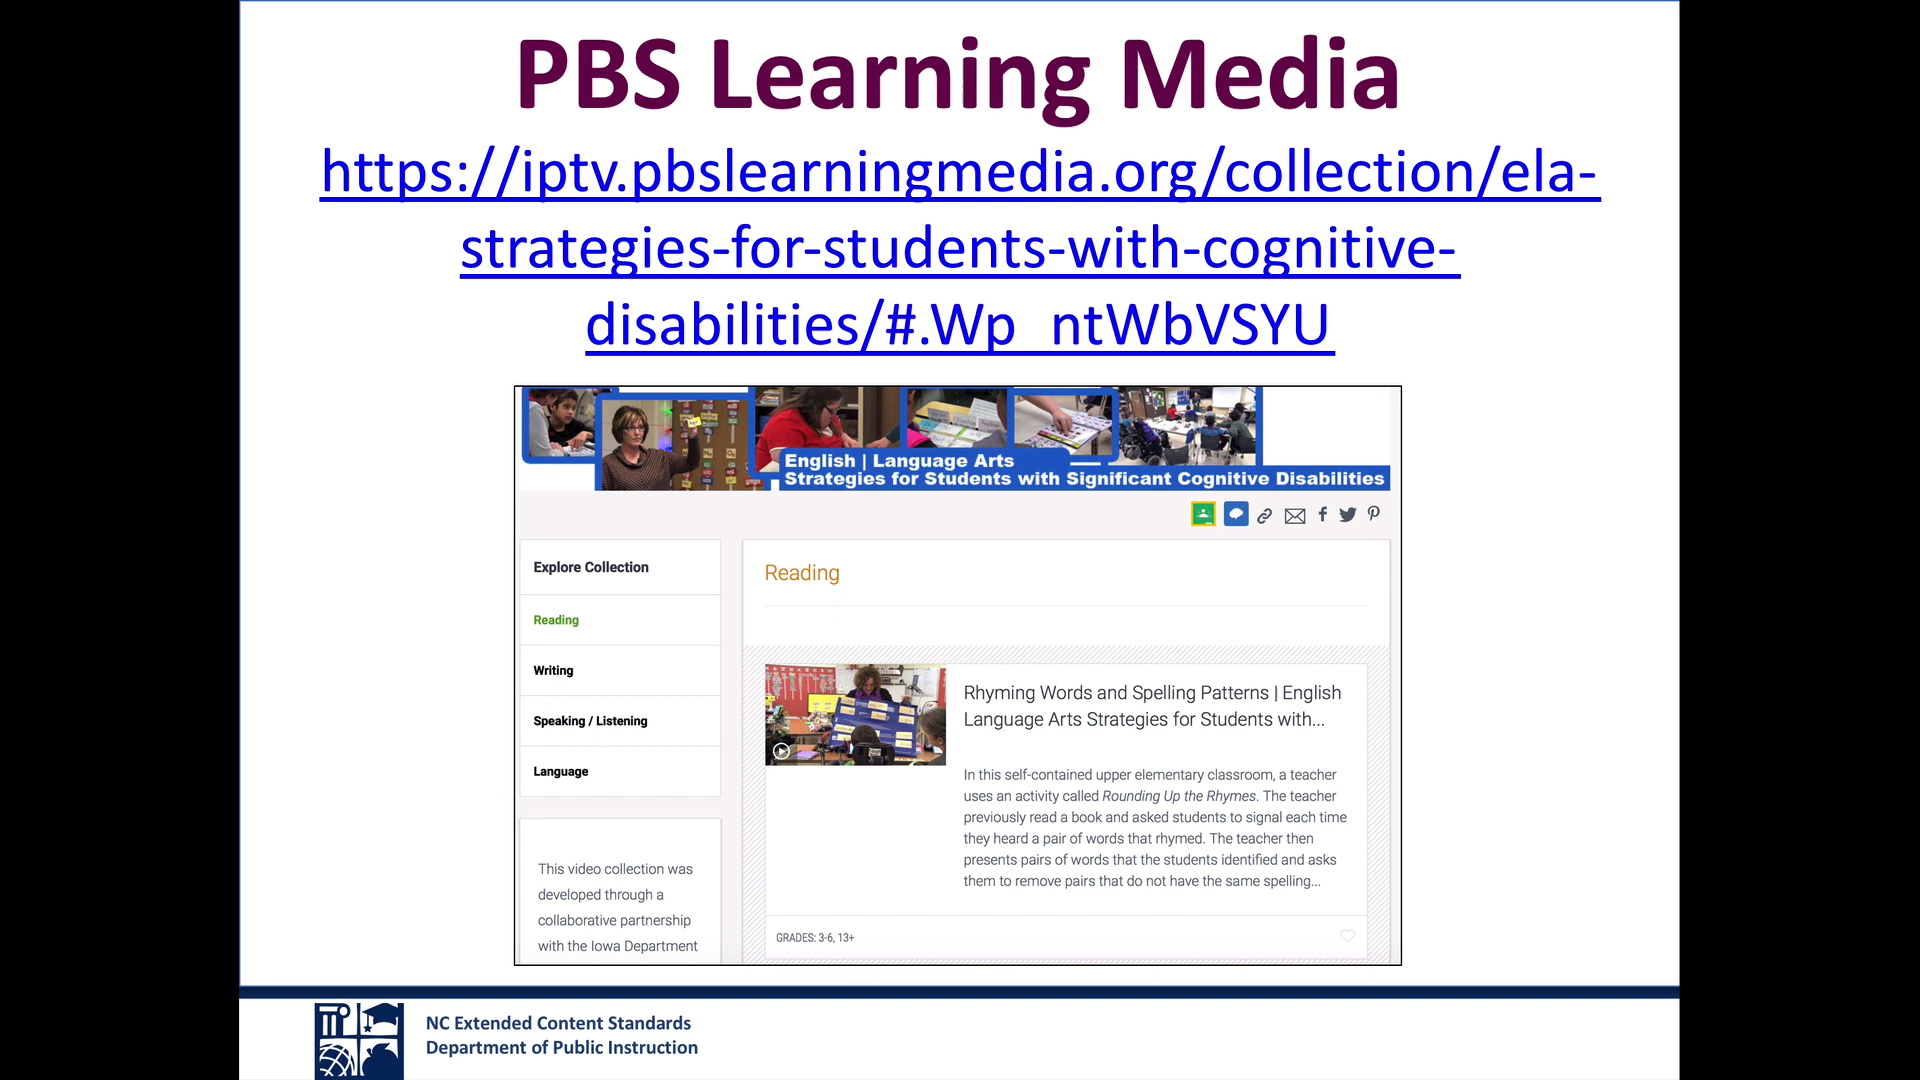 PBS Learning Media
https://iptv.pbslearningmedia.org/collection/ela-
strategies-for-students-with-cognitive-
disabilities/#.Wp_ntWbVSYU
English | Language Arts
Strategies for Students with Significant Cognitive Disabilities
Explore Collection
Reading
Writing
Speaking / Listening
Language
This video collection was
developed through a
collaborative partnership
with the Iowa Department
Reading
Rhyming Words and Spelling Patterns | English
Language Arts Strategies for Students with...
In this self-contained upper elementary classroom, a teacher
uses an activity called Rounding Up the Rhymes. The teacher
previously read a book and asked students to signal each time
they heard a pair of words that rhymed. The teacher then
presents pairs of words that the students identified and asks
them to remove pairs that do not have the same spelling...
GRADES: 3-6, 13+
NC Extended Content Standards
Department of Public Instruction